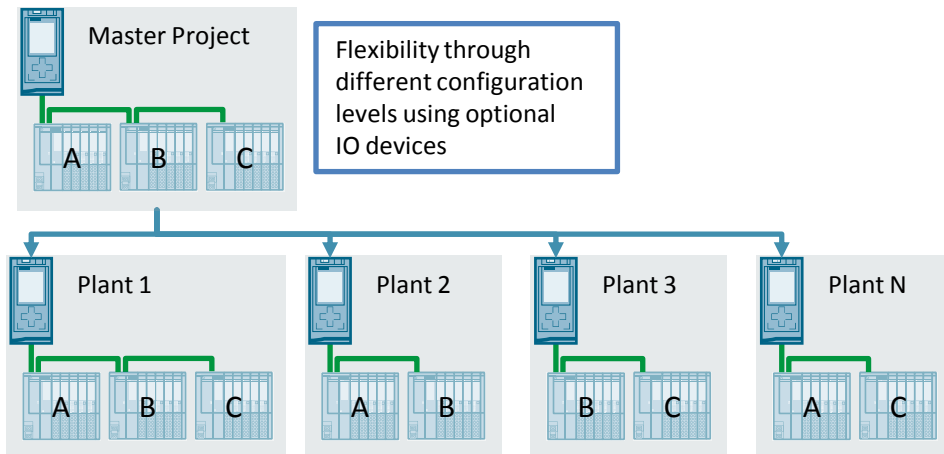 Master Project
Flexibility through
different configuration
levels using optional
IO devices
A B C
Plant 1
Plant 2
Plant 3
Plant N
A B C
A B
B C
A C